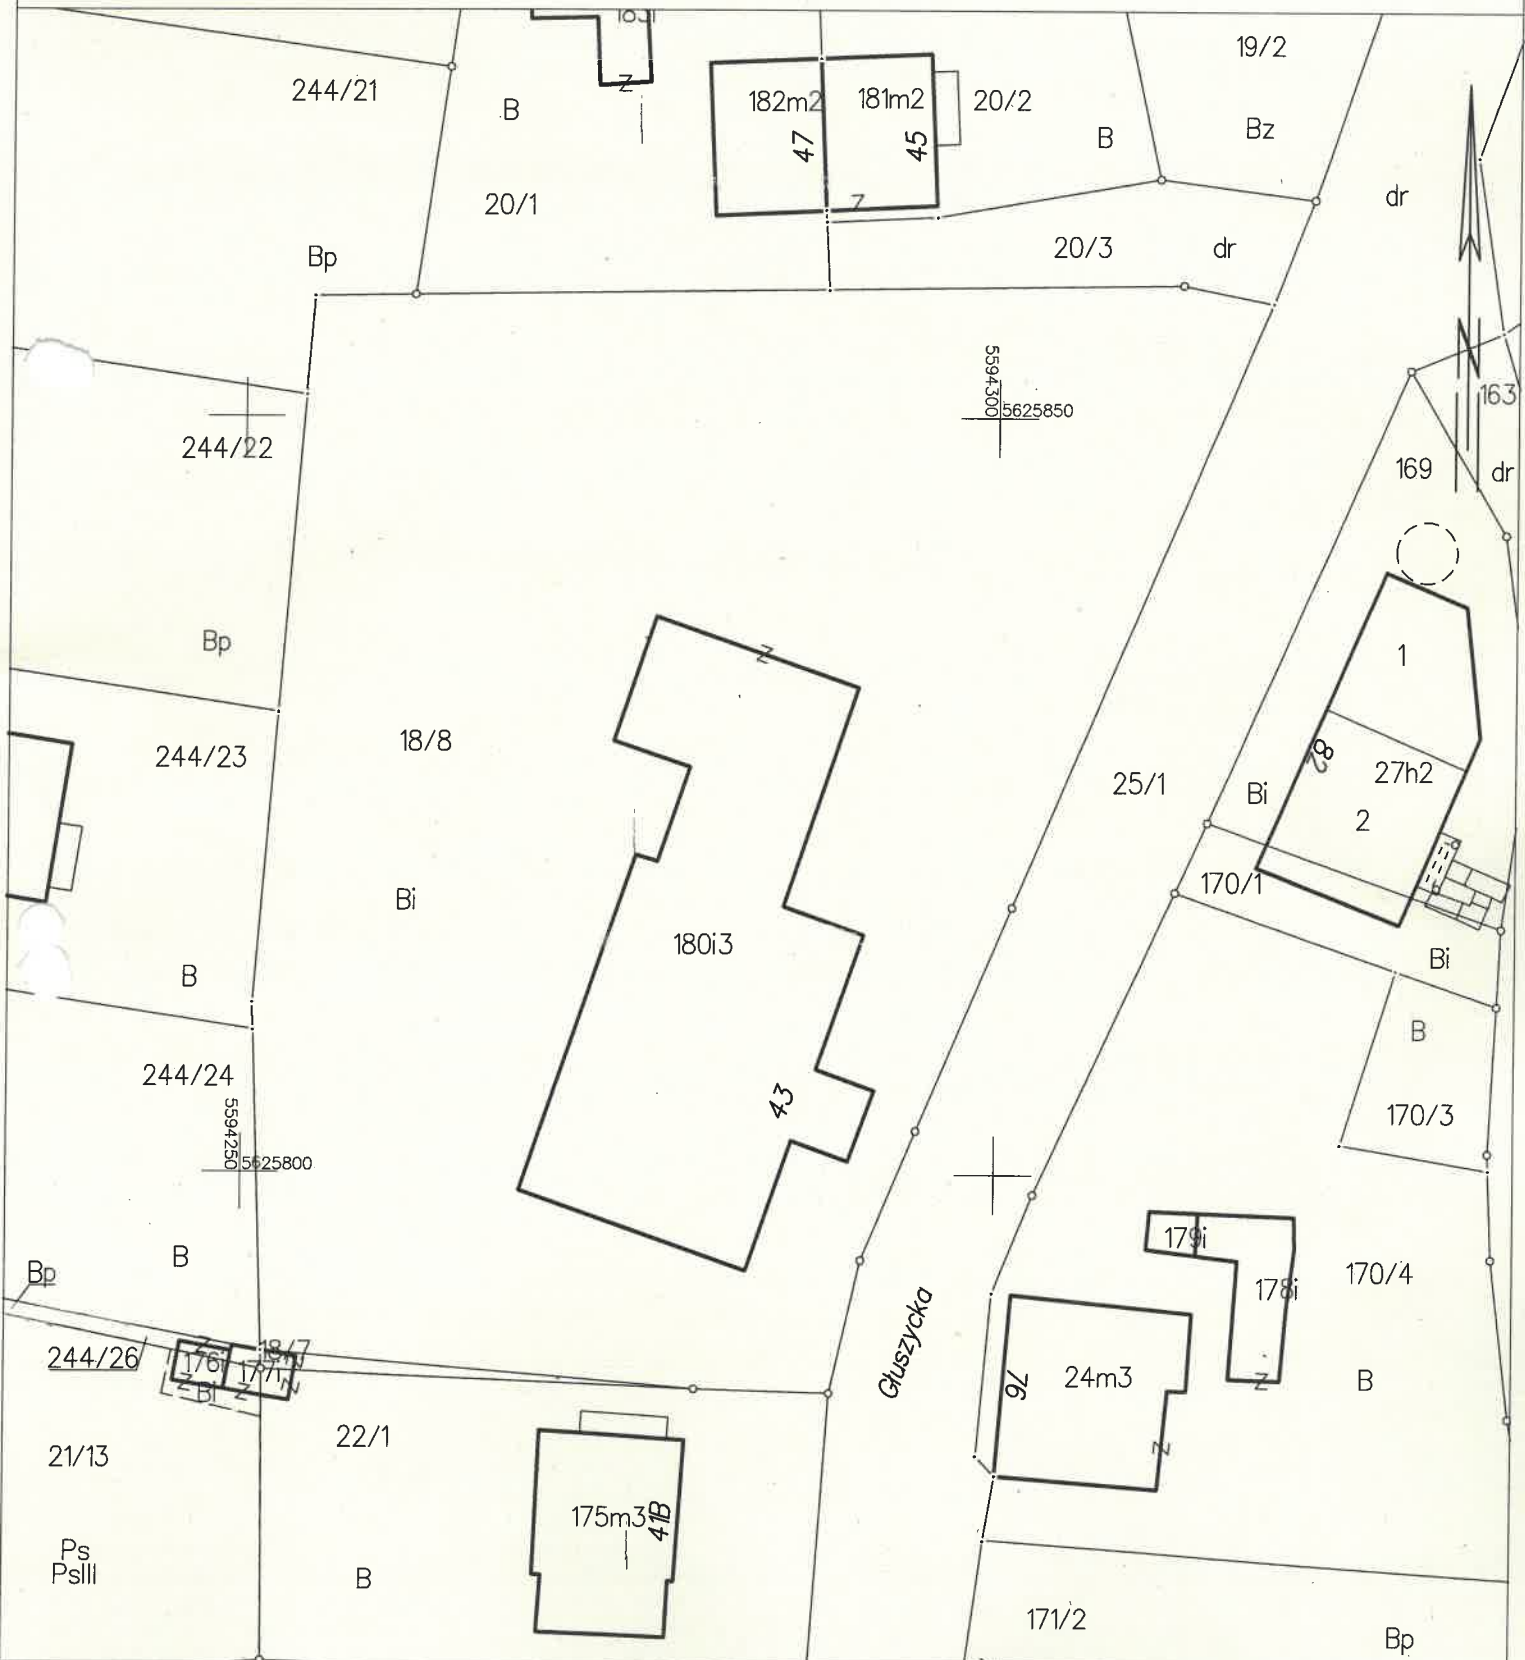 19/2
244/21
B
182m2
181m2
20/2
47
45
B
Bz
dr
20/1
Z
Z
20/3
dr
Bp
5594300
5625850
N
163
244/22
169
dr
Bp
Z
1
18/8
244/23
82
27h2
25/1
Bi
2
Bi
170/1
180i3
B
Bi
B
244/24
43
170/3
5594250
5625800
179i
B
Bp
178i
170/4
Głuszycka
18/7
244/26
Z
176i
177i
Z
Bi
Z
Z
76
24m3
Z
B
22/1
21/13
Z
175m3
41B
Ps
PsIII
B
171/2
Bp